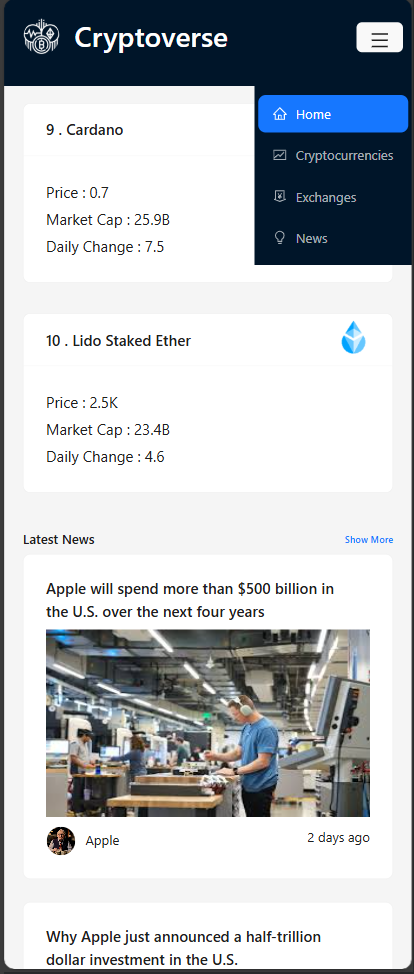 Cryptoverse
Home
Cryptocurrencies
Exchanges
News
9 . Cardano
Price : 0.7
Market Cap : 25.9B
Daily Change : 7.5
10 . Lido Staked Ether
Price : 2.5K
Market Cap : 23.4B
Daily Change : 4.6
Latest News
Show More
Apple will spend more than $500 billion in
the U.S. over the next four years
Apple
2 days ago
Why Apple just announced a half-trillion
dollar investment in the U.S.